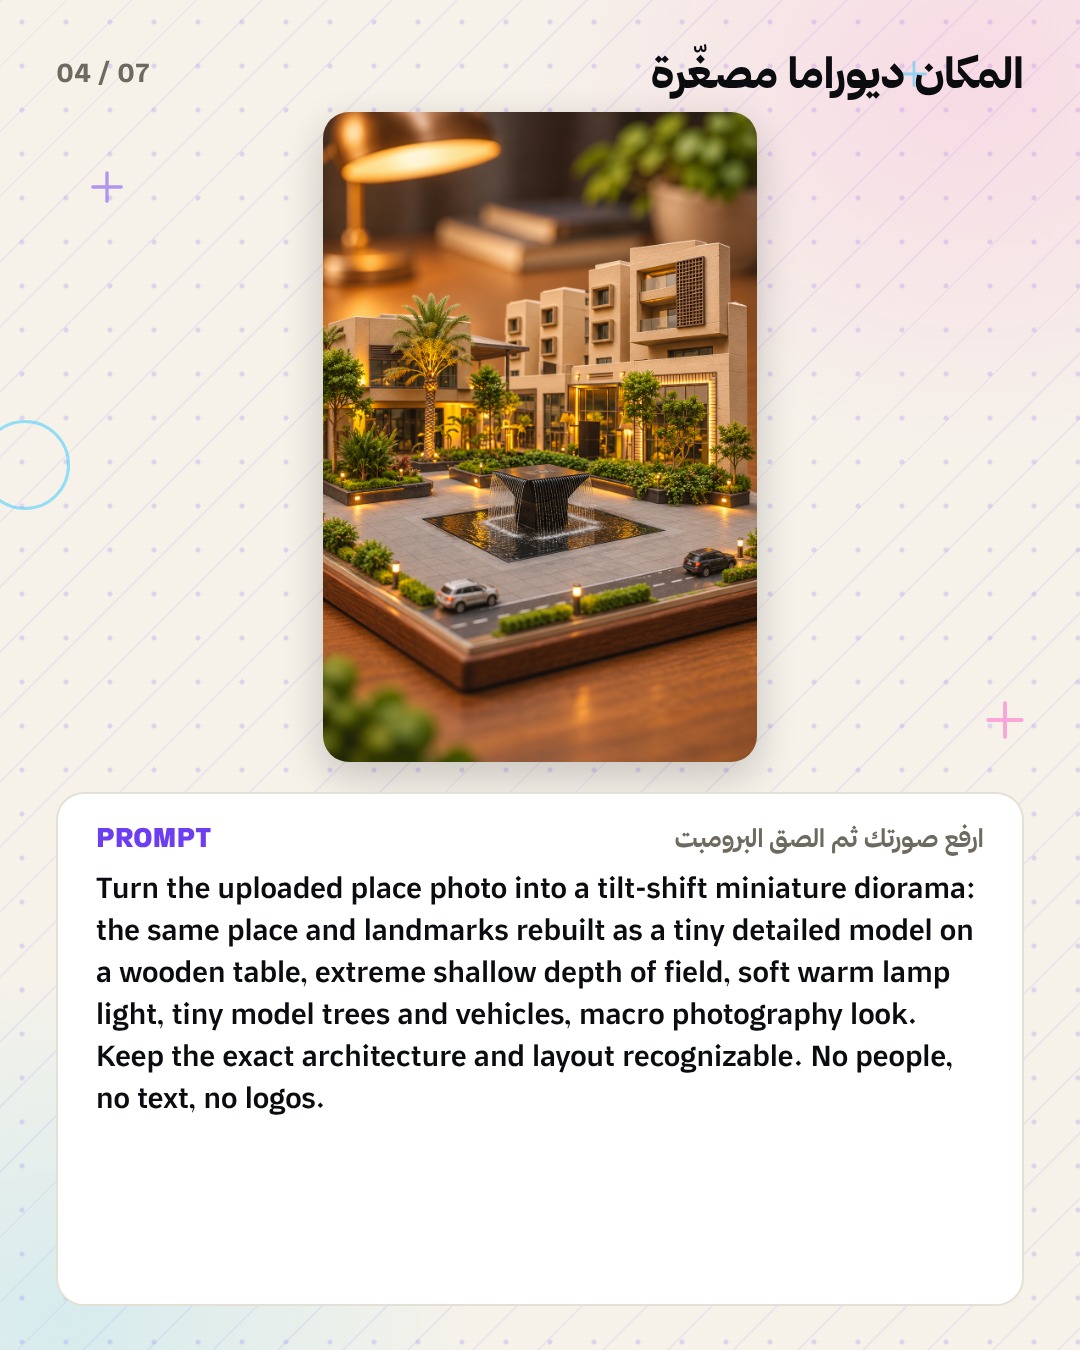 المكان ديوراما مصغّرة
04 / 07
PROMPT
ارفع صورتك ثم الصق البرومبت
Turn the uploaded place photo into a tilt-shift miniature diorama:
the same place and landmarks rebuilt as a tiny detailed model on
a wooden table, extreme shallow depth of field, soft warm lamp
light, tiny model trees and vehicles, macro photography look.
Keep the exact architecture and layout recognizable. No people,
no text, no logos.